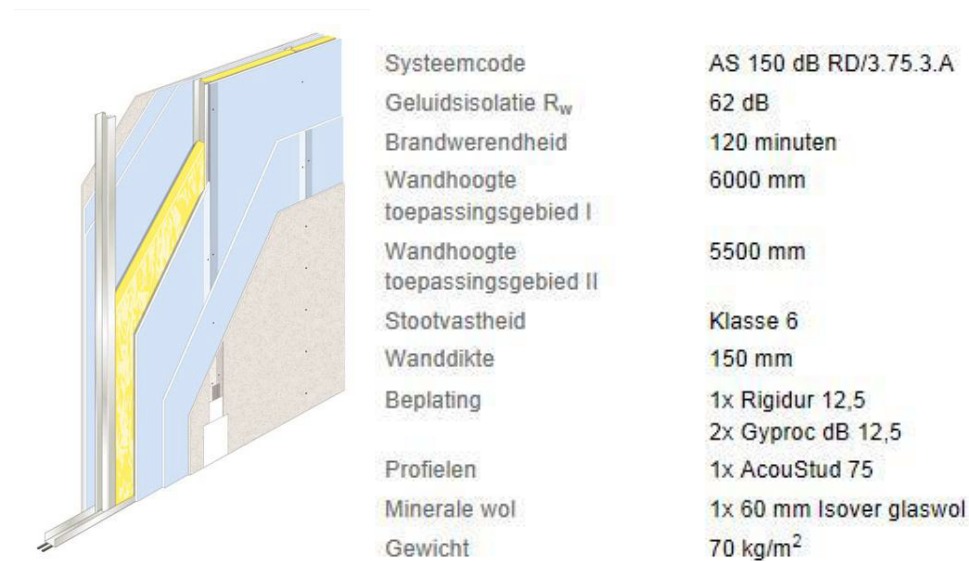 Systeemcode AS 150 dB RD/3.75.3.A
Geluidsisolatie Rw 62 dB
Brandwerendheid 120 minuten
Wandhoogte 6000 mm
toepassingsgebied I
Wandhoogte 5500 mm
toepassingsgebied II
Stootvastheid Klasse 6
Wanddikte 150 mm
Beplating 1x Rigidur 12,5
2x Gyproc dB 12,5
Profielen 1x AcouStud 75
Minerale wol 1x 60 mm Isover glaswol
Gewicht 70 kg/m²